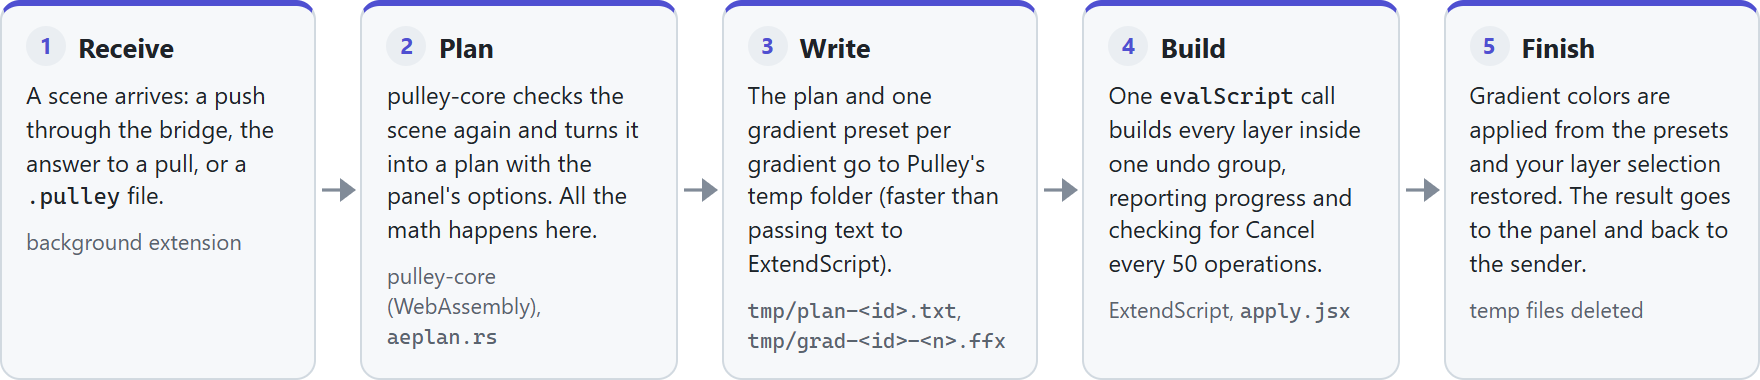 1 Receive
A scene arrives: a push
through the bridge, the
answer to a pull, or a
.pulley file.
background extension
2 Plan
pulley-core checks the
scene again and turns it
into a plan with the
panel's options. All the
math happens here.
pulley-core
(WebAssembly),
aeplan.rs
3 Write
The plan and one
gradient preset per
gradient go to Pulley's
temp folder (faster than
passing text to
ExtendScript).
tmp/plan-<id>.txt,
tmp/grad-<id>-<n>.ffx
4 Build
One evalScript call
builds every layer inside
one undo group,
reporting progress and
checking for Cancel
every 50 operations.
ExtendScript, apply.jsx
5 Finish
Gradient colors are
applied from the presets
and your layer selection
restored. The result goes
to the panel and back to
the sender.
temp files deleted